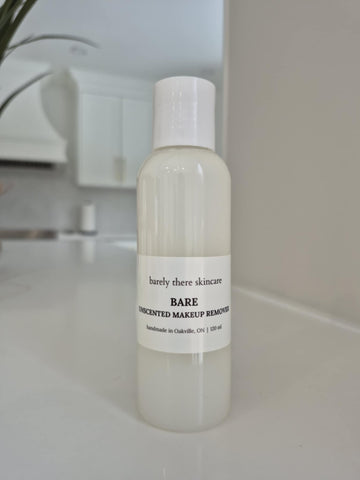 barely there skincare
BARE
UNSCENTED MAKEUP REMOVER
handmade in Oakville, ON | 120 ml